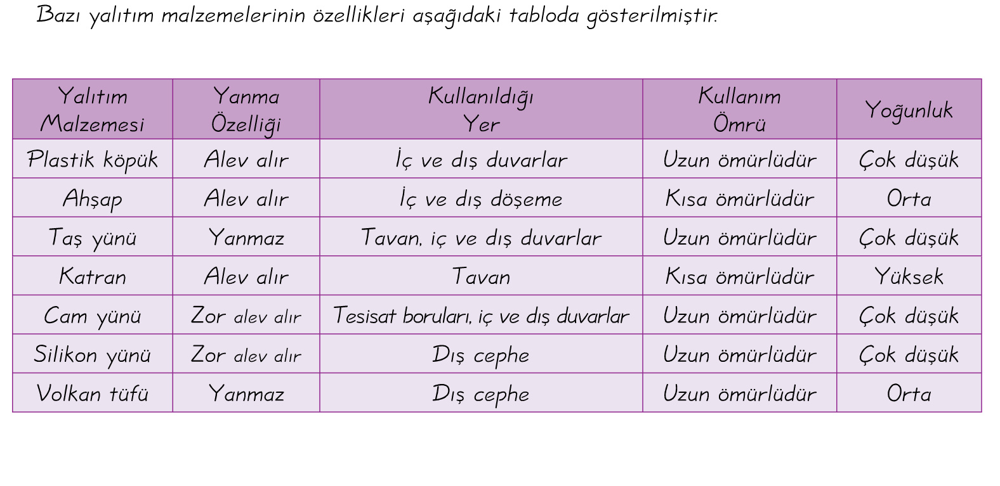 Bazı yalıtım malzemelerinin özellikleri aşağıdaki tabloda gösterilmiştir.
Yalıtım Malzemesi	Yanma Özelliği	Kullanıldığı Yer	Kullanım Ömrü	Yoğunluk
Plastik köpük	Alev alır	İç ve dış duvarlar	Uzun ömürlüdür	Çok düşük
Ahşap	Alev alır	İç ve dış döşeme	Kısa ömürlüdür	Orta
Taş yünü	Yanmaz	Tavan, iç ve dış duvarlar	Uzun ömürlüdür	Çok düşük
Katran	Alev alır	Tavan	Kısa ömürlüdür	Yüksek
Cam yünü	Zor alev alır	Tesisat boruları, iç ve dış duvarlar	Uzun ömürlüdür	Çok düşük
Silikon yünü	Zor alev alır	Dış cephe	Uzun ömürlüdür	Çok düşük
Volkan tüfü	Yanmaz	Dış cephe	Uzun ömürlüdür	Orta